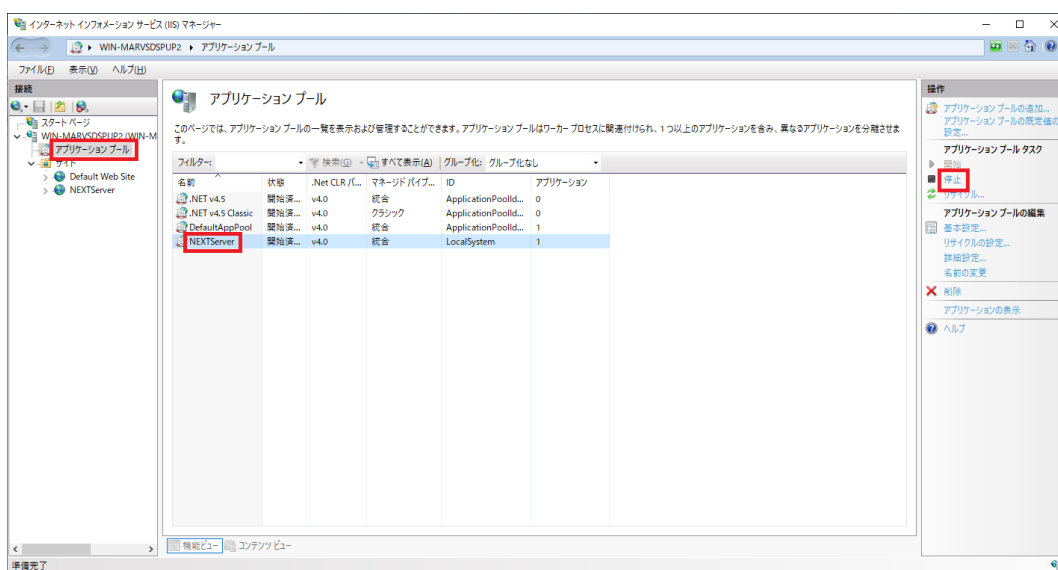 インターネット インフォメーション サービス (IIS) マネージャー
WIN-MARVSDSPUP2 アプリケーション プール
ファイル(F) 表示(V) ヘルプ(H)
接続
スタート ページ
WIN-MARVSDSPUP2 (WIN-M
アプリケーション プール
サイト
Default Web Site
NEXTServer
アプリケーション プール
このページでは、アプリケーション プールの一覧を表示および管理することができます。アプリケーション プールはワーカー プロセスに関連付けられ、1 つ以上のアプリケーションを含み、異なるアプリケーションを分離させま
す。
フィルター: 検索(G) すべて表示(A) グループ化: グループ化なし
名前 状態 .Net CLR バ... マネージド パイプ... ID アプリケーション
.NET v4.5 開始済... v4.0 統合 ApplicationPoolId... 0
.NET v4.5 Classic 開始済... v4.0 クラシック ApplicationPoolId... 0
DefaultAppPool 開始済... v4.0 統合 ApplicationPoolId... 1
NEXTServer 開始済... v4.0 統合 LocalSystem 1
機能ビュー コンテンツ ビュー
操作
アプリケーション プールの追加...
アプリケーション プールの既定値の
設定...
アプリケーション プール タスク
開始
停止
リサイクル...
アプリケーション プールの編集
基本設定...
リサイクルの設定...
詳細設定...
名前の変更
削除
アプリケーションの表示
ヘルプ
準備完了